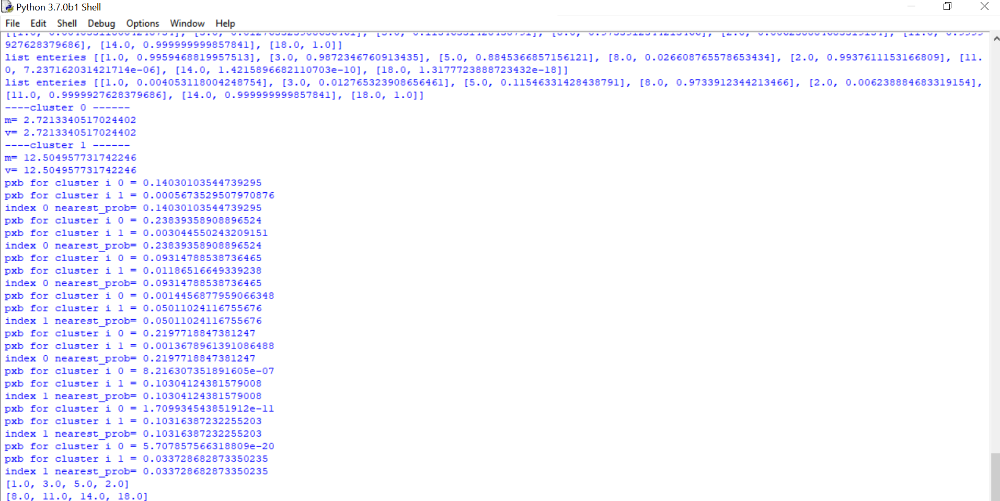 Python 3.7.0b1 Shell
File Edit Shell Debug Options Window Help
927628379686], [14.0, 0.999999999857841], [18.0, 1.0]]
list enteries [[1.0, 0.9959468819957513], [3.0, 0.9872346760913435], [5.0, 0.8845366857156121], [8.0, 0.026608765578653434], [2.0, 0.9937611153166809], [11.
0, 7.237162031421714e-06], [14.0, 1.4215896682110703e-10], [18.0, 1.3177723888723432e-18]]
list enteries [[1.0, 0.004053118004248754], [3.0, 0.012765323908656461], [5.0, 0.11546331428438791], [8.0, 0.9733912344213466], [2.0, 0.006238884683319154],
[11.0, 0.9999927628379686], [14.0, 0.999999999857841], [18.0, 1.0]]
----cluster 0 ------
m= 2.7213340517024402
v= 2.7213340517024402
----cluster 1 ------
m= 12.504957731742246
v= 12.504957731742246
pxb for cluster i 0 = 0.14030103544739295
pxb for cluster i 1 = 0.0005673529507970876
index 0 nearest_prob= 0.14030103544739295
pxb for cluster i 0 = 0.23839358908896524
pxb for cluster i 1 = 0.003044550243209151
index 0 nearest_prob= 0.23839358908896524
pxb for cluster i 0 = 0.09314788538736465
pxb for cluster i 1 = 0.01186516649339238
index 0 nearest_prob= 0.09314788538736465
pxb for cluster i 0 = 0.0014456877959066348
pxb for cluster i 1 = 0.05011024116755676
index 1 nearest_prob= 0.05011024116755676
pxb for cluster i 0 = 0.2197718847381247
pxb for cluster i 1 = 0.0013678961391086488
index 0 nearest_prob= 0.2197718847381247
pxb for cluster i 0 = 8.216307351891605e-07
pxb for cluster i 1 = 0.10304124381579008
index 1 nearest_prob= 0.10304124381579008
pxb for cluster i 0 = 1.709934543851912e-11
pxb for cluster i 1 = 0.10316387232255203
index 1 nearest_prob= 0.10316387232255203
pxb for cluster i 0 = 5.707857566318809e-20
pxb for cluster i 1 = 0.033728682873350235
index 1 nearest_prob= 0.033728682873350235
[1.0, 3.0, 5.0, 2.0]
[8.0, 11.0, 14.0, 18.0]